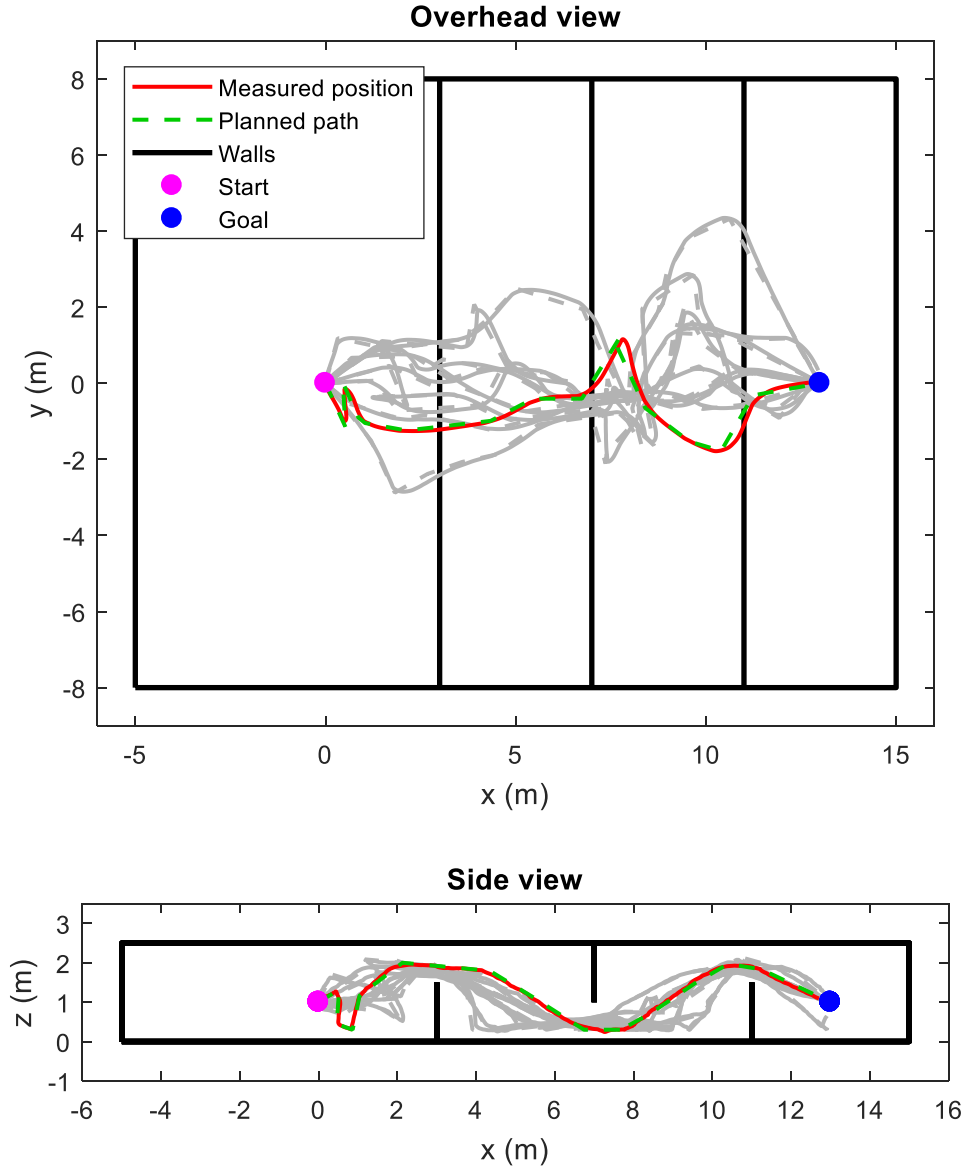 Overhead view
8
6
4
2
0
-2
-4
-6
-8
y (m)
Measured position
Planned path
Walls
Start
Goal
-5 0 5 10 15
x (m)
Side view
3
2
1
0
-1
z (m)
-6 -4 -2 0 2 4 6 8 10 12 14 16
x (m)